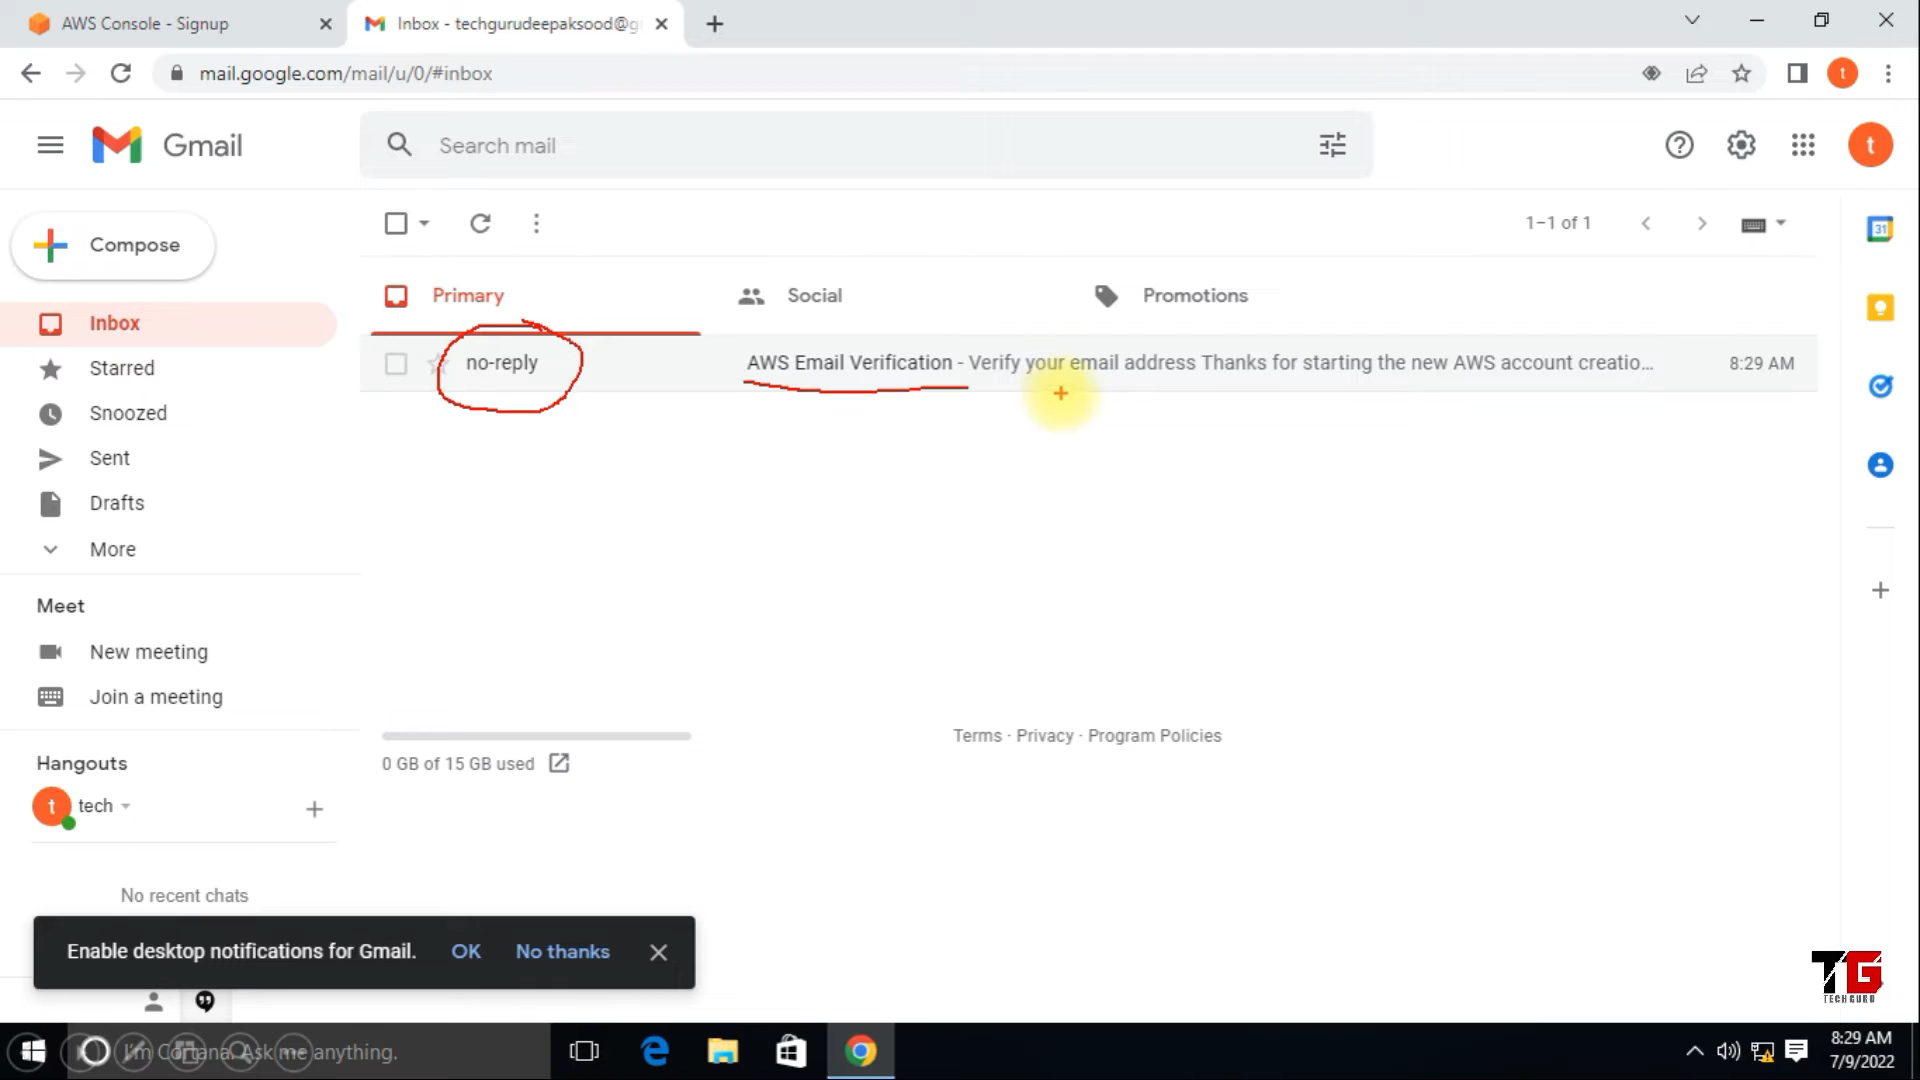 AWS Console - Signup
Inbox - techgurudeepaksood@g
mail.google.com/mail/u/0/#inbox
t
Gmail
Search mail
t
Compose
1–1 of 1
31
Primary
Social
Promotions
Inbox
no-reply
AWS Email Verification - Verify your email address Thanks for starting the new AWS account creatio...
8:29 AM
Starred
Snoozed
Sent
Drafts
More
Meet
New meeting
Join a meeting
Terms · Privacy · Program Policies
0 GB of 15 GB used
Hangouts
t
tech
No recent chats
Enable desktop notifications for Gmail.
OK
No thanks
TG
TECH GURU
I'm Cortana. Ask me anything.
8:29 AM
7/9/2022